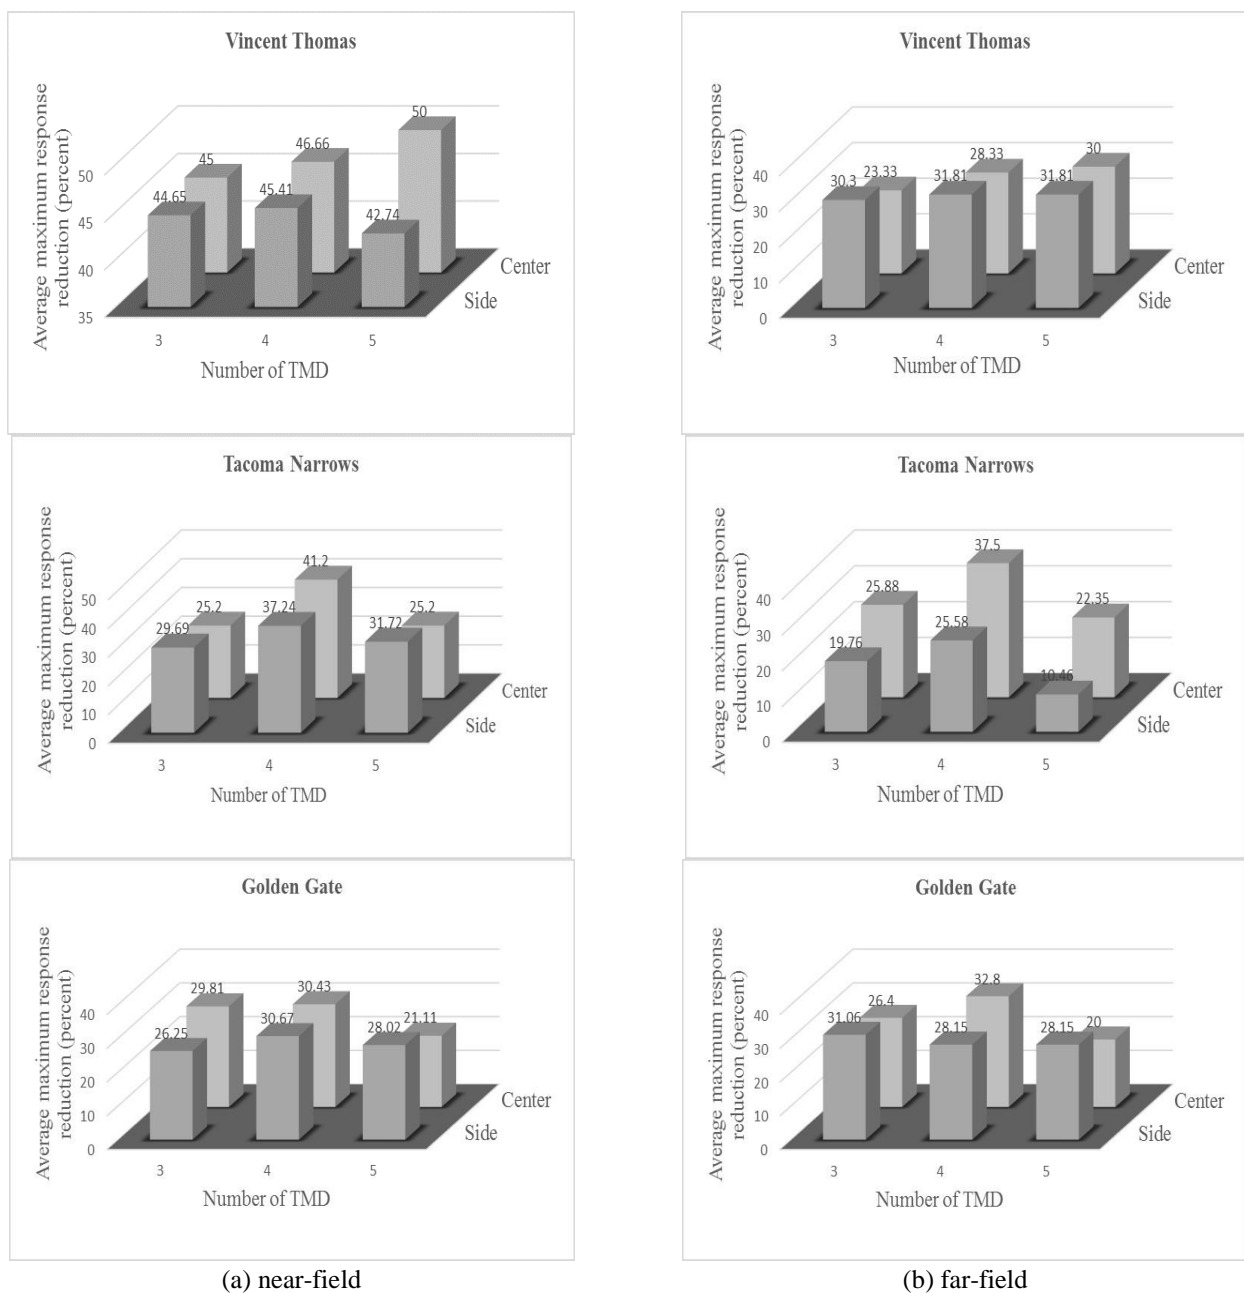 Vincent Thomas
Average maximum response
reduction (percent)
50
45
40
35
44.65
45
45.41
46.66
42.74
50
3
4
5
Center
Side
Number of TMD
Vincent Thomas
Average maximum response
reduction (percent)
40
30
20
10
0
30.3
23.33
31.81
28.33
31.81
30
3
4
5
Center
Side
Number of TMD
Tacoma Narrows
Average maximum response
reduction (percent)
50
40
30
20
10
0
29.69
25.2
37.24
41.2
31.72
25.2
3
4
5
Center
Side
Number of TMD
Tacoma Narrows
Average maximum response
reduction (percent)
40
30
20
10
0
19.76
25.88
25.58
37.5
10.46
22.35
3
4
5
Center
Side
Number of TMD
Golden Gate
Average maximum response
reduction (percent)
40
30
20
10
0
26.25
29.81
30.67
30.43
28.02
21.11
3
4
5
Center
Side
Number of TMD
Golden Gate
Average maximum response
reduction (percent)
40
30
20
10
0
31.06
26.4
28.15
32.8
28.15
20
3
4
5
Center
Side
Number of TMD
(a) near-field
(b) far-field